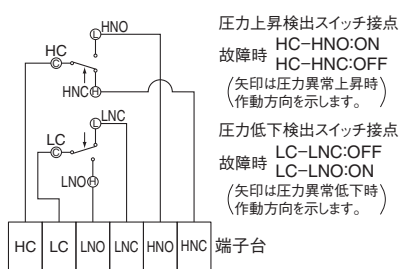 HNO
Ⓛ
HC
Ⓒ
HNC Ⓗ
Ⓛ LNC
LC
Ⓒ
LNO Ⓗ
HC LC LNO LNC HNO HNC 端子台
圧力上昇検出スイッチ接点
故障時 HC-HNO:ON
HC-HNC:OFF
(矢印は圧力異常上昇時
作動方向を示します。)
圧力低下検出スイッチ接点
故障時 LC-LNC:OFF
LC-LNO:ON
(矢印は圧力異常低下時
作動方向を示します。)